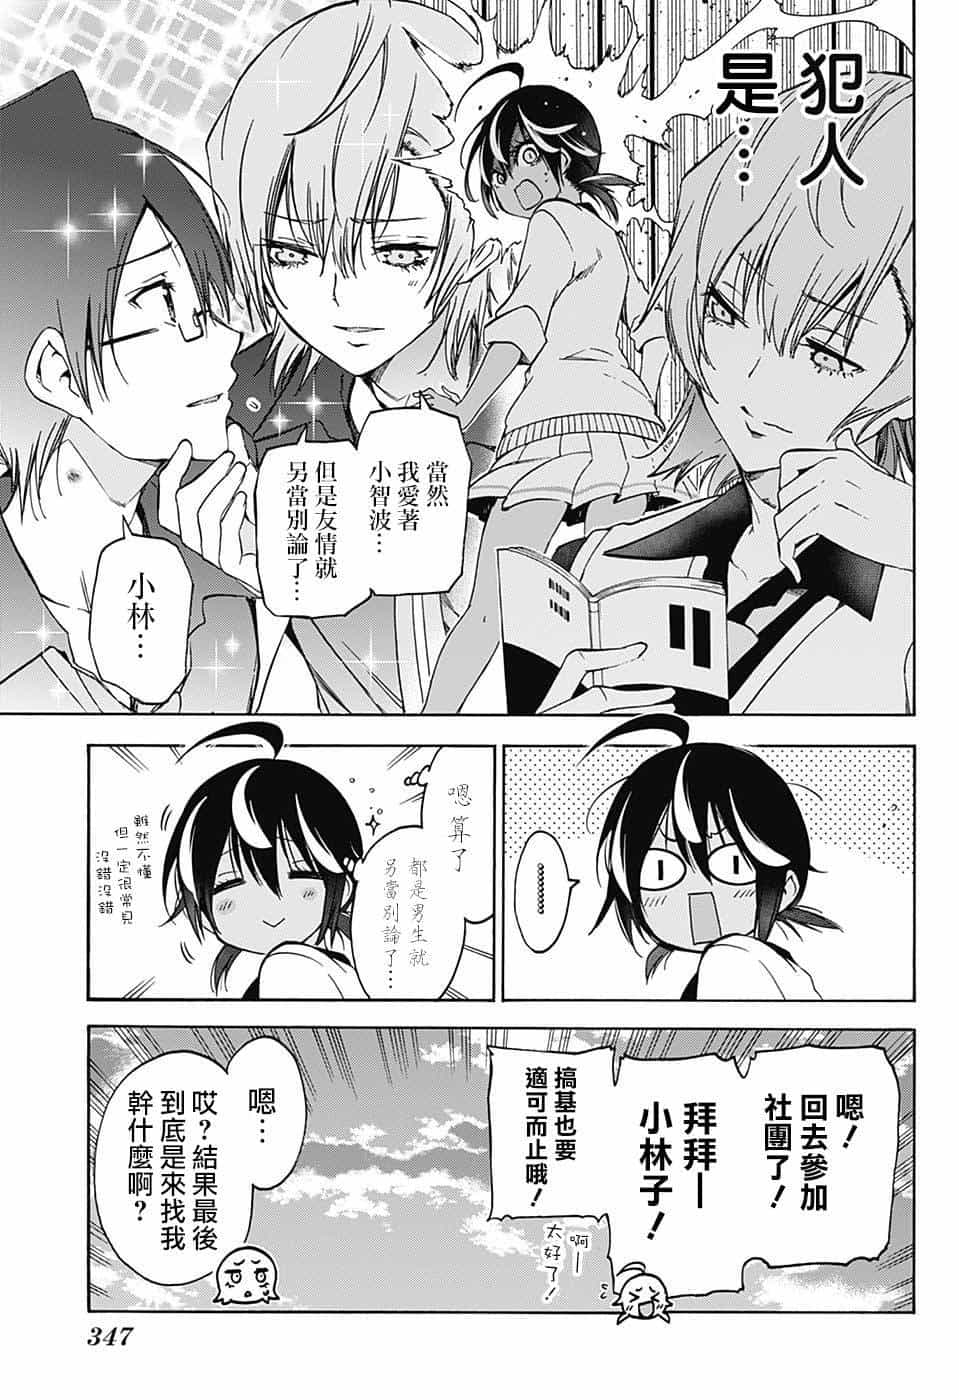 犯人
是⋯⋯
當然
我愛著
小智波⋯
但是友情就
另當別論了⋯
小林⋯
⋯⋯⋯
嗯算了
都是男生就
另當別論了⋯
雖然不懂
但一定很常見
沒錯沒錯
嗯！
回去參加
社團了！
拜拜ー
小林子！
搞基也要
適可而止哦！
啊ー
太好了！
嗯⋯
哎？結果最後
到底是來找我
幹什麼啊？
347